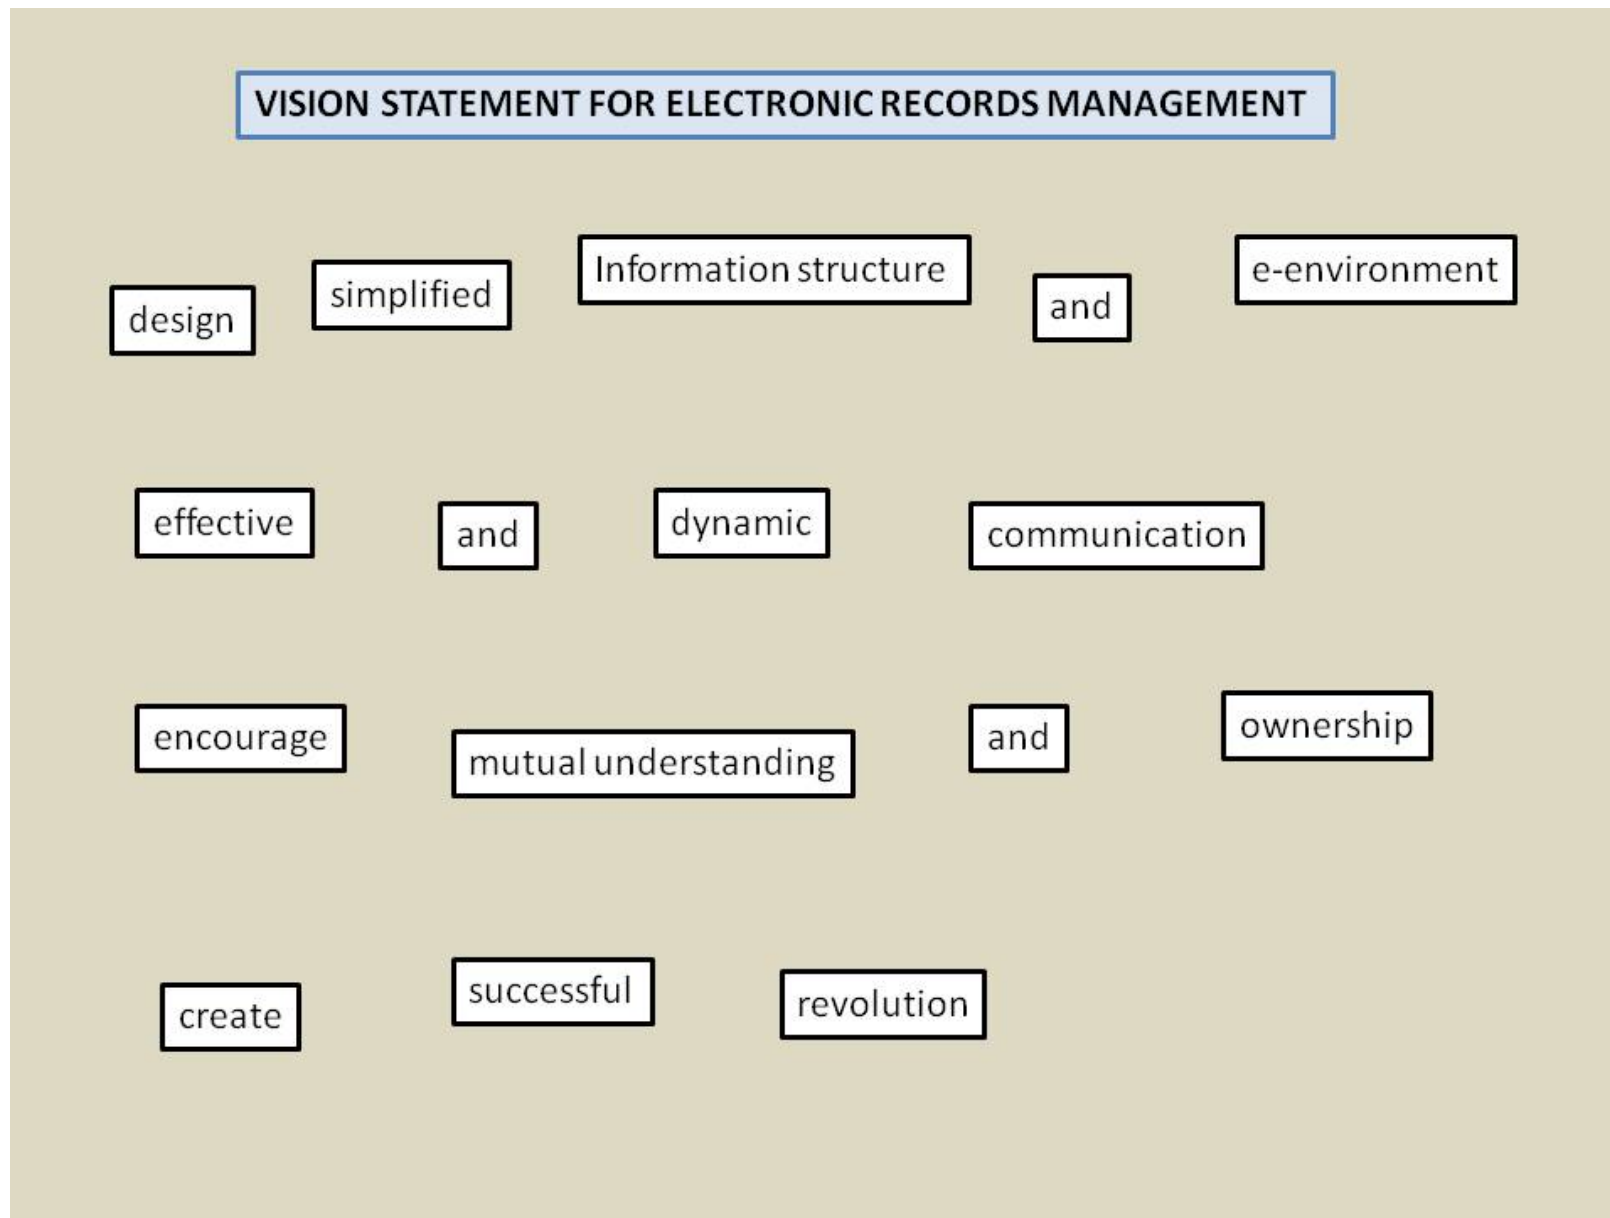 VISION STATEMENT FOR ELECTRONIC RECORDS MANAGEMENT
design simplified Information structure and e-environment
effective and dynamic communication
encourage mutual understanding and ownership
create successful revolution